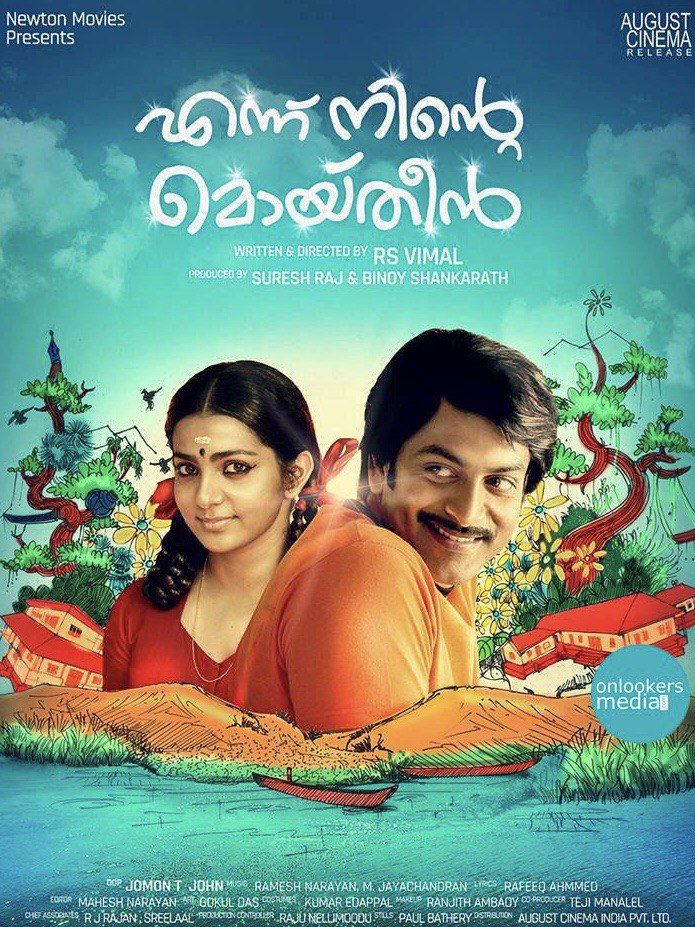 Newton Movies
Presents
AUGUST
CINEMA
RELEASE
എന്ന് നിന്റെ
മൊയ്തീൻ
WRITTEN & DIRECTED BY RS VIMAL
PRODUCED BY SURESH RAJ & BINOY SHANKARATH
onlookers
media
DOP JOMON T JOHN MUSIC RAMESH NARAYAN, M. JAYACHANDRAN LYRICS RAFEEQ AHMMED
EDITOR MAHESH NARAYAN ART GOKUL DAS COSTUMES KUMAR EDAPPAL MAKEUP RANJITH AMBADY CO-PRODUCER TEJI MANALEL
CHIEF ASSOCIATES R J RAJAN , SREELAAL PRODUCTION CONTROLLER RAJU NELLIMOODU STILLS PAUL BATHERY DISTRIBUTION AUGUST CINEMA INDIA PVT. LTD.